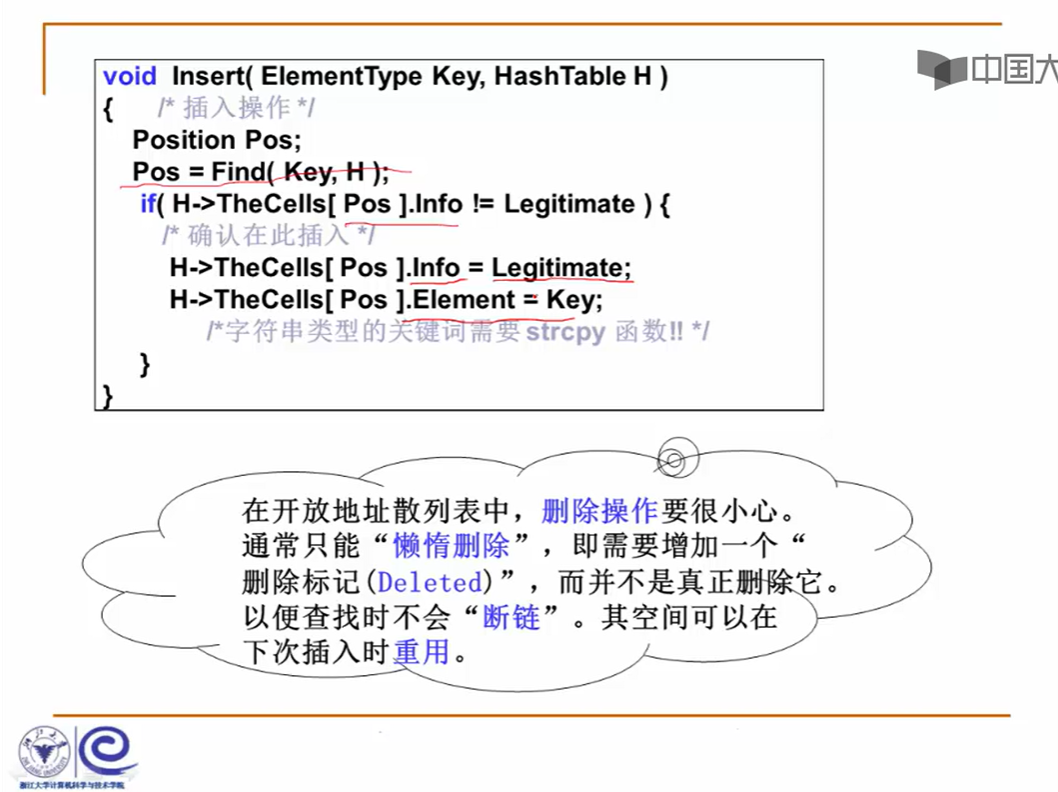 中国大
void Insert( ElementType Key, HashTable H )
{ /* 插入操作 */
Position Pos;
Pos = Find( Key, H );
if( H->TheCells[ Pos ].Info != Legitimate ) {
/* 确认在此插入 */
H->TheCells[ Pos ].Info = Legitimate;
H->TheCells[ Pos ].Element = Key;
/*字符串类型的关键词需要 strcpy 函数!! */
}
}
在开放地址散列表中，删除操作要很小心。
通常只能“懒惰删除”，即需要增加一个“
删除标记(Deleted)”，而并不是真正删除它。
以便查找时不会“断链”。其空间可以在
下次插入时重用。
浙江大学计算机科学与技术学院